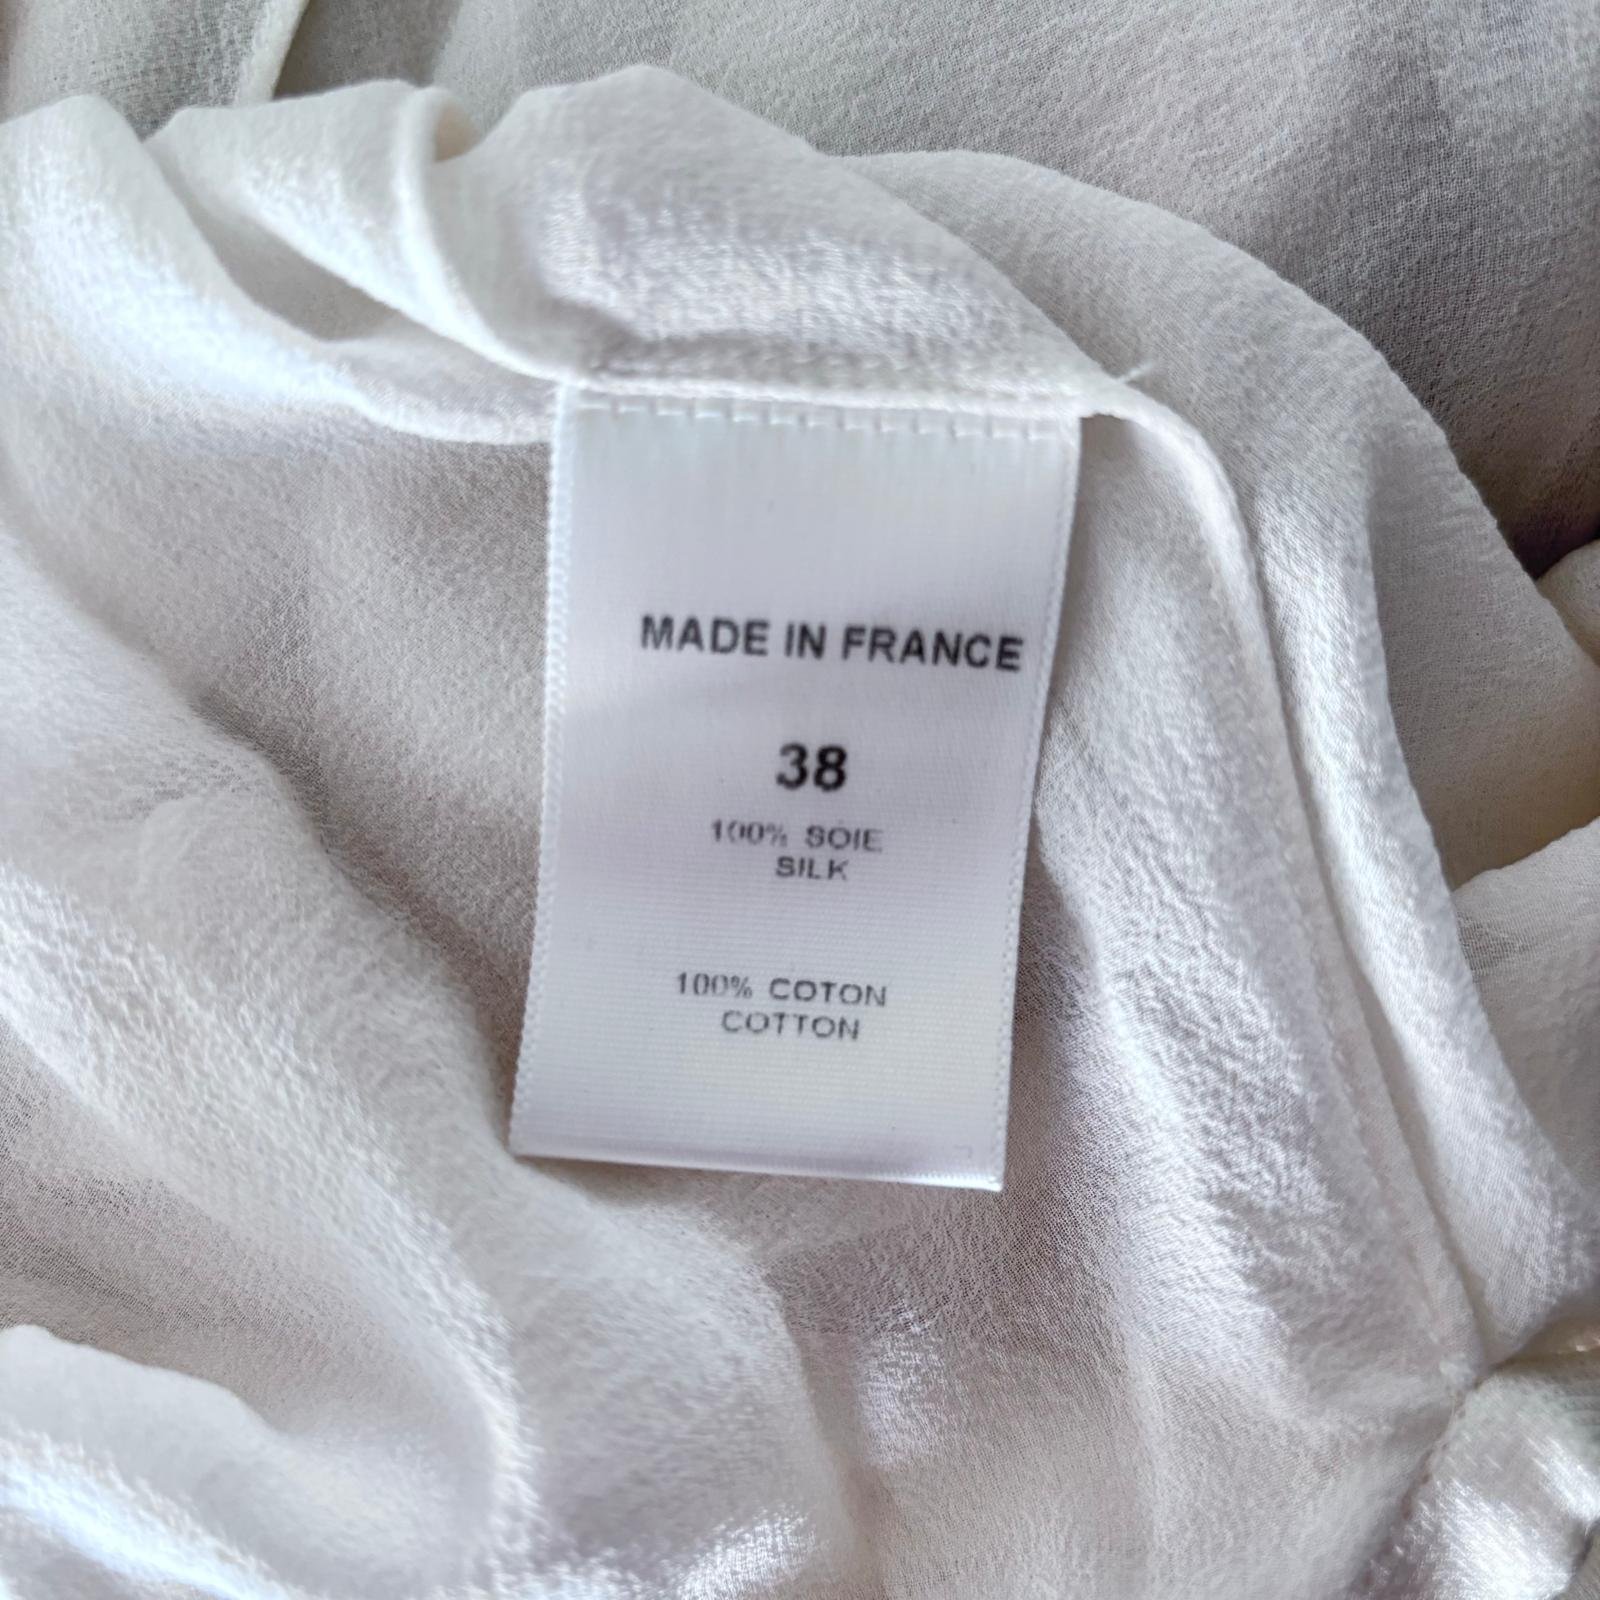 MADE IN FRANCE
38
100% SOIE
SILK
100% COTON
COTTON